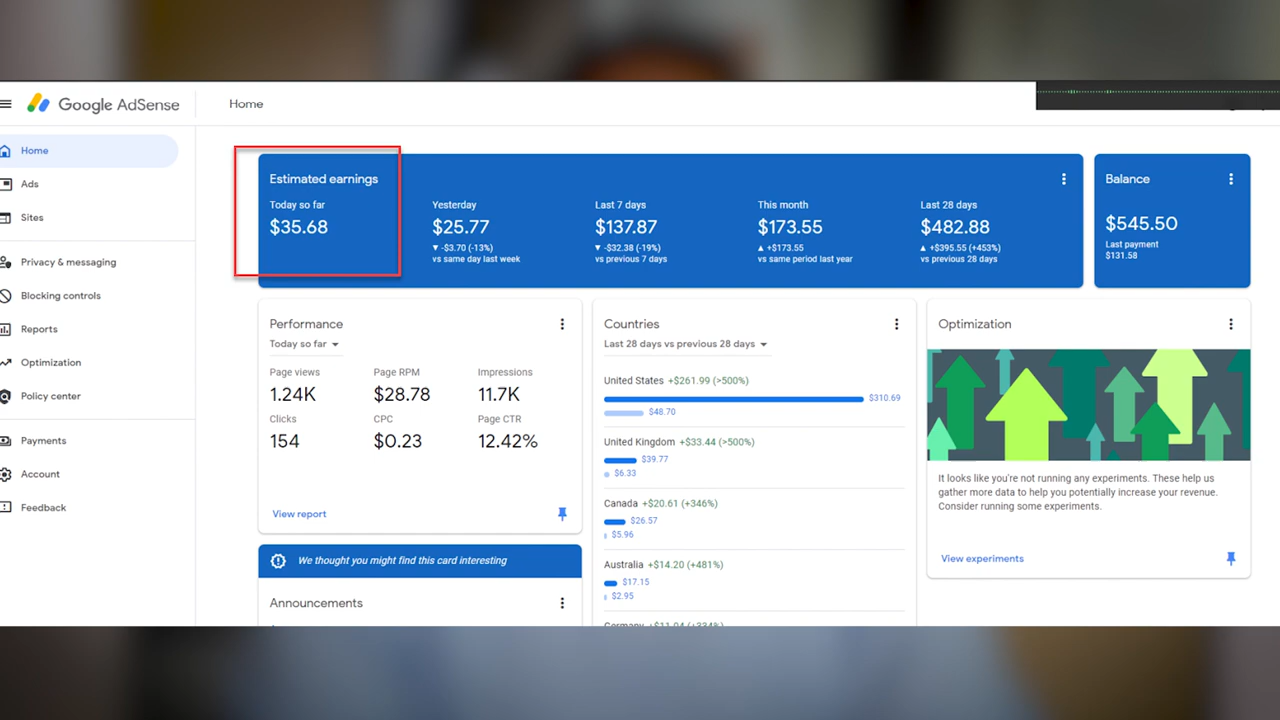 Google AdSense
Home
Home
Ads
Sites
Privacy & messaging
Blocking controls
Reports
Optimization
Policy center
Payments
Account
Feedback
Estimated earnings
Today so far
$35.68
Yesterday
$25.77
▼ -$3.70 (-13%)
vs same day last week
Last 7 days
$137.87
▼ -$32.38 (-19%)
vs previous 7 days
This month
$173.55
▲ +$173.55
vs same period last year
Last 28 days
$482.88
▲ +$395.55 (+453%)
vs previous 28 days
Balance
$545.50
Last payment
$131.58
Performance
Today so far
Page views
1.24K
Page RPM
$28.78
Impressions
11.7K
Clicks
154
CPC
$0.23
Page CTR
12.42%
View report
We thought you might find this card interesting
Announcements
Countries
Last 28 days vs previous 28 days
United States +$261.99 (>500%)
$310.69
$48.70
United Kingdom +$33.44 (>500%)
$39.77
$6.33
Canada +$20.61 (+346%)
$26.57
$5.96
Australia +$14.20 (+481%)
$17.15
$2.95
Germany
Optimization
It looks like you're not running any experiments. These help us
gather more data to help you potentially increase your revenue.
Consider running some experiments.
View experiments